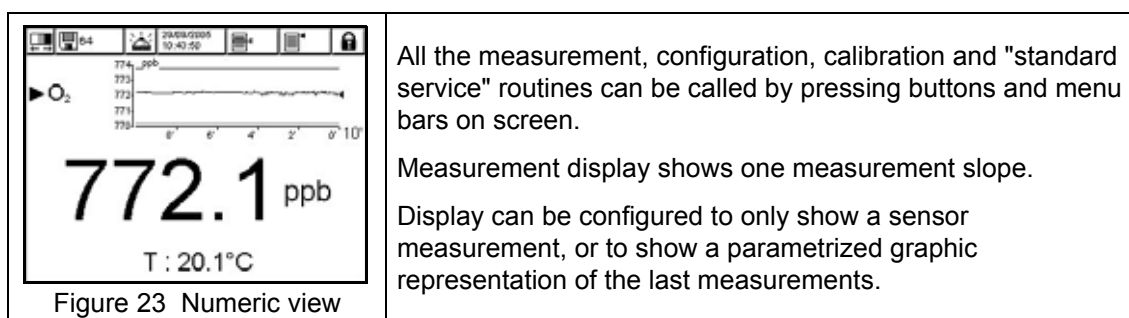 64
29/09/2005
10:40:50
774 ppb
773
▶O₂
772
771
770
8' 6' 4' 2' 0' 10'
772.1 ppb
T : 20.1°C
Figure 23 Numeric view
All the measurement, configuration, calibration and "standard
service" routines can be called by pressing buttons and menu
bars on screen.
Measurement display shows one measurement slope.
Display can be configured to only show a sensor
measurement, or to show a parametrized graphic
representation of the last measurements.